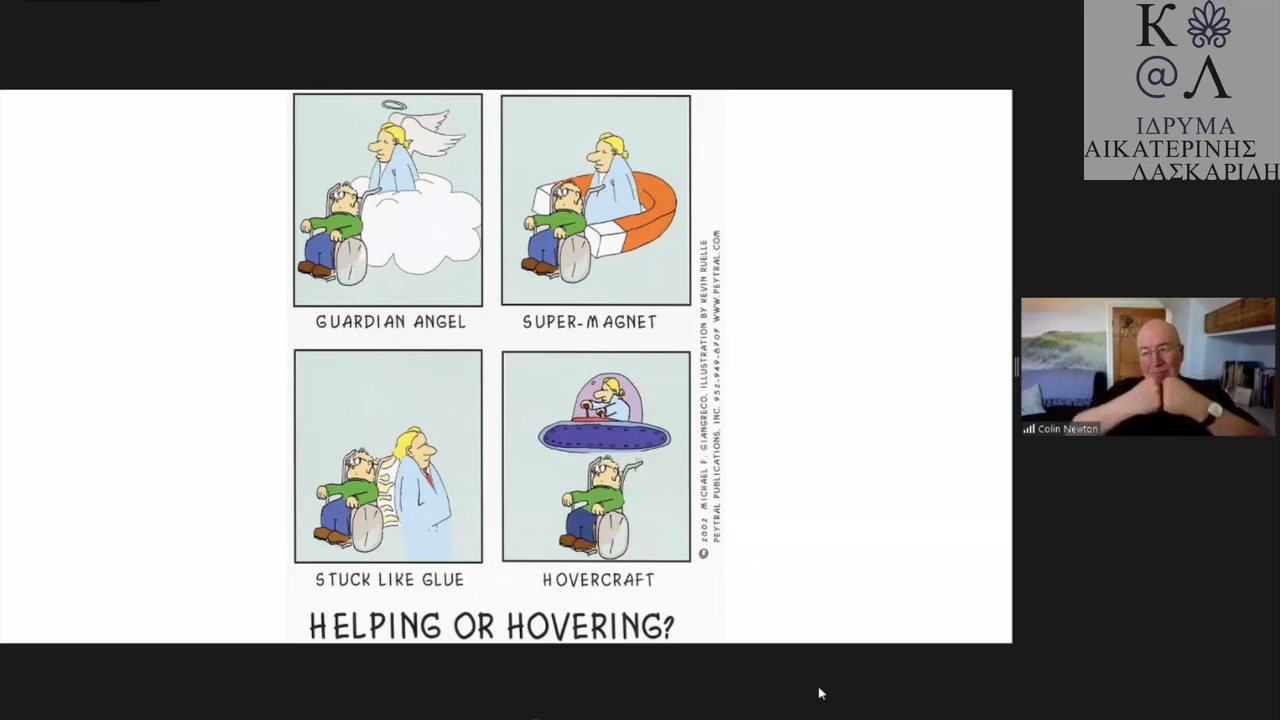 GUARDIAN ANGEL
SUPER-MAGNET
STUCK LIKE GLUE
HOVERCRAFT
HELPING OR HOVERING?
© 2002 MICHAEL F. GIANGRECO, ILLUSTRATION BY KEVIN RUELLE
PEYTRAL PUBLICATIONS, INC. 952-949-8707 WWW.PEYTRAL.COM
Κ
@Λ
ΙΔΡΥΜΑ
ΑΙΚΑΤΕΡΙΝΗΣ
ΛΑΣΚΑΡΙΔΗ
Colin Newton